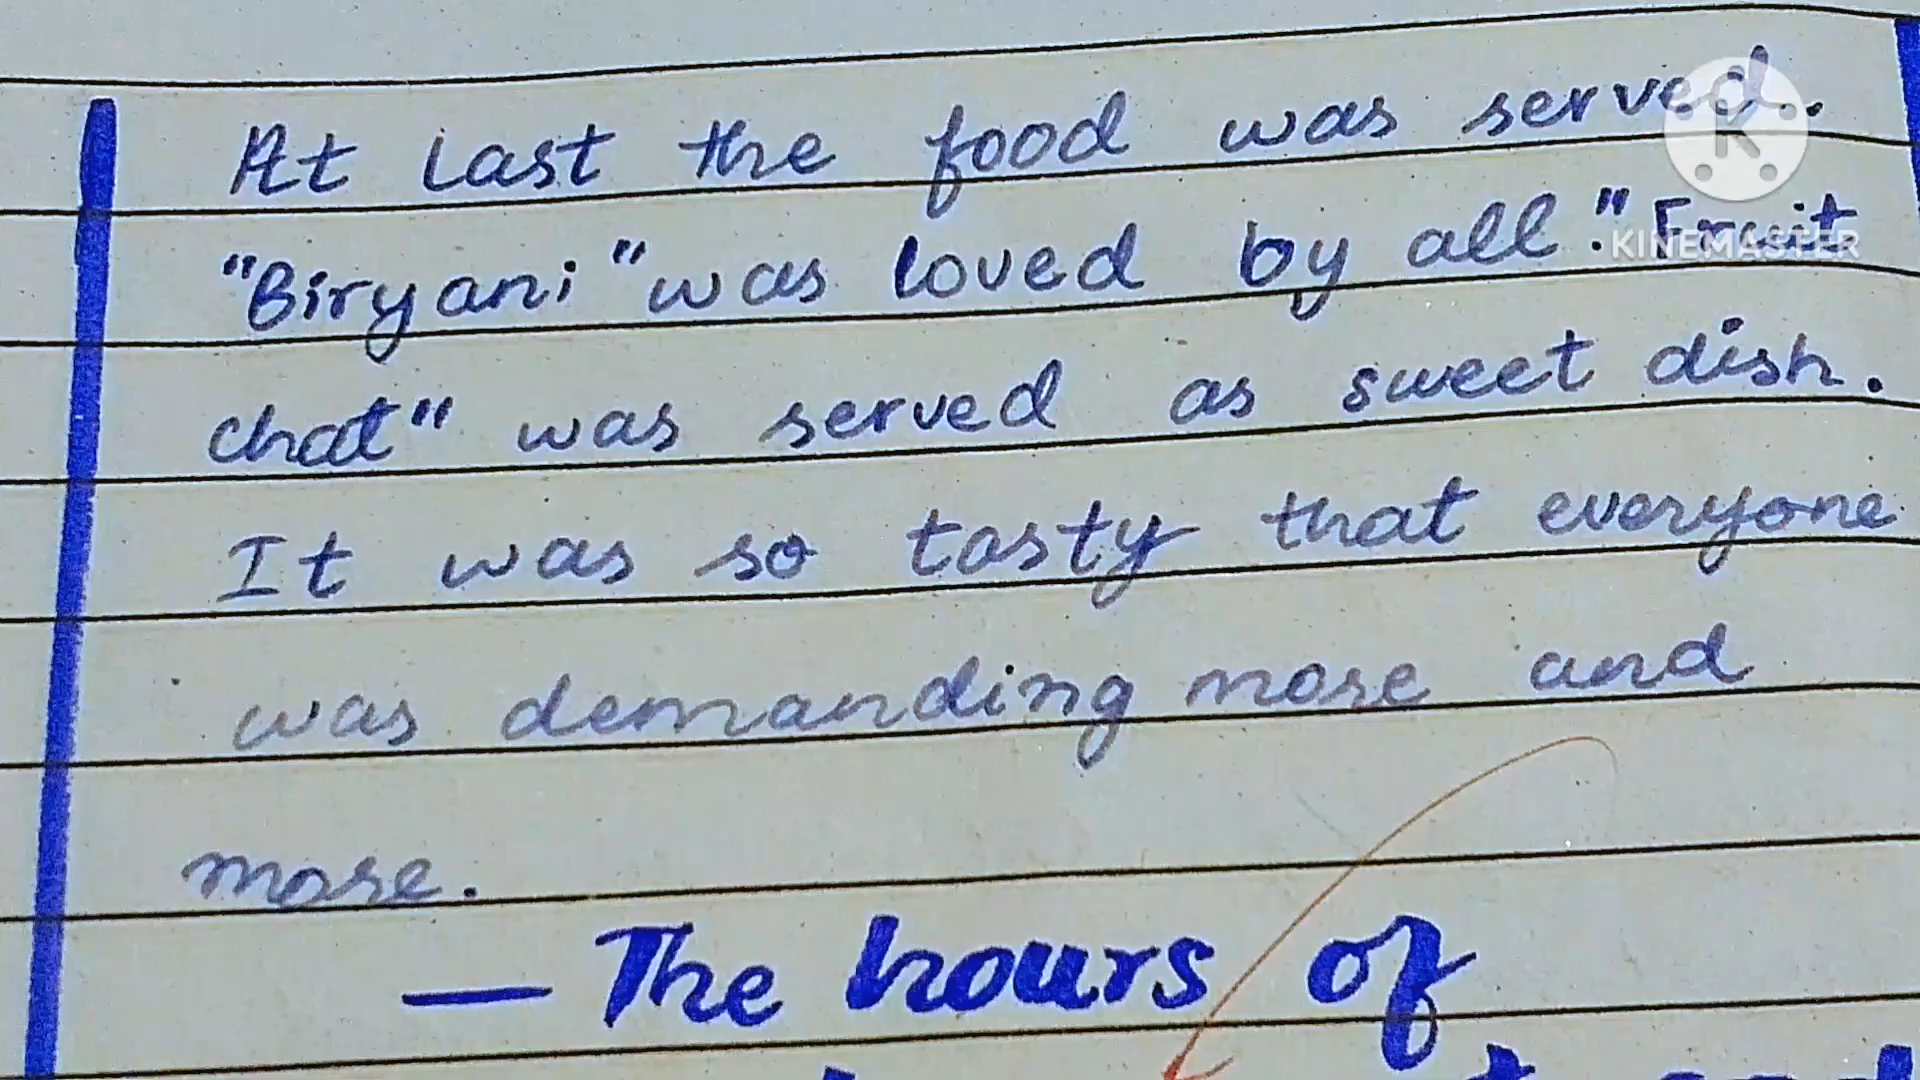 At last the food was served.
"Biryani" was loved by all." Fruit
KINEMASTER
chat" was served as sweet dish.
It was so tasty that everyone
was demanding more and
more.
— The hours of